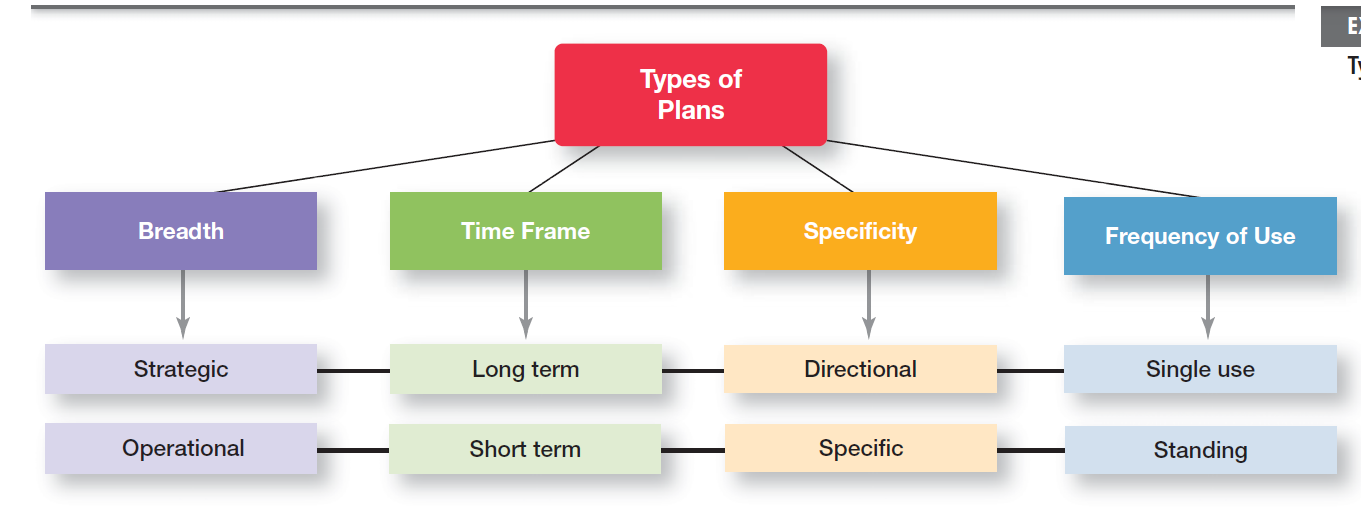 Types of
Plans
Breadth
Time Frame
Specificity
Frequency of Use
Strategic
Long term
Directional
Single use
Operational
Short term
Specific
Standing